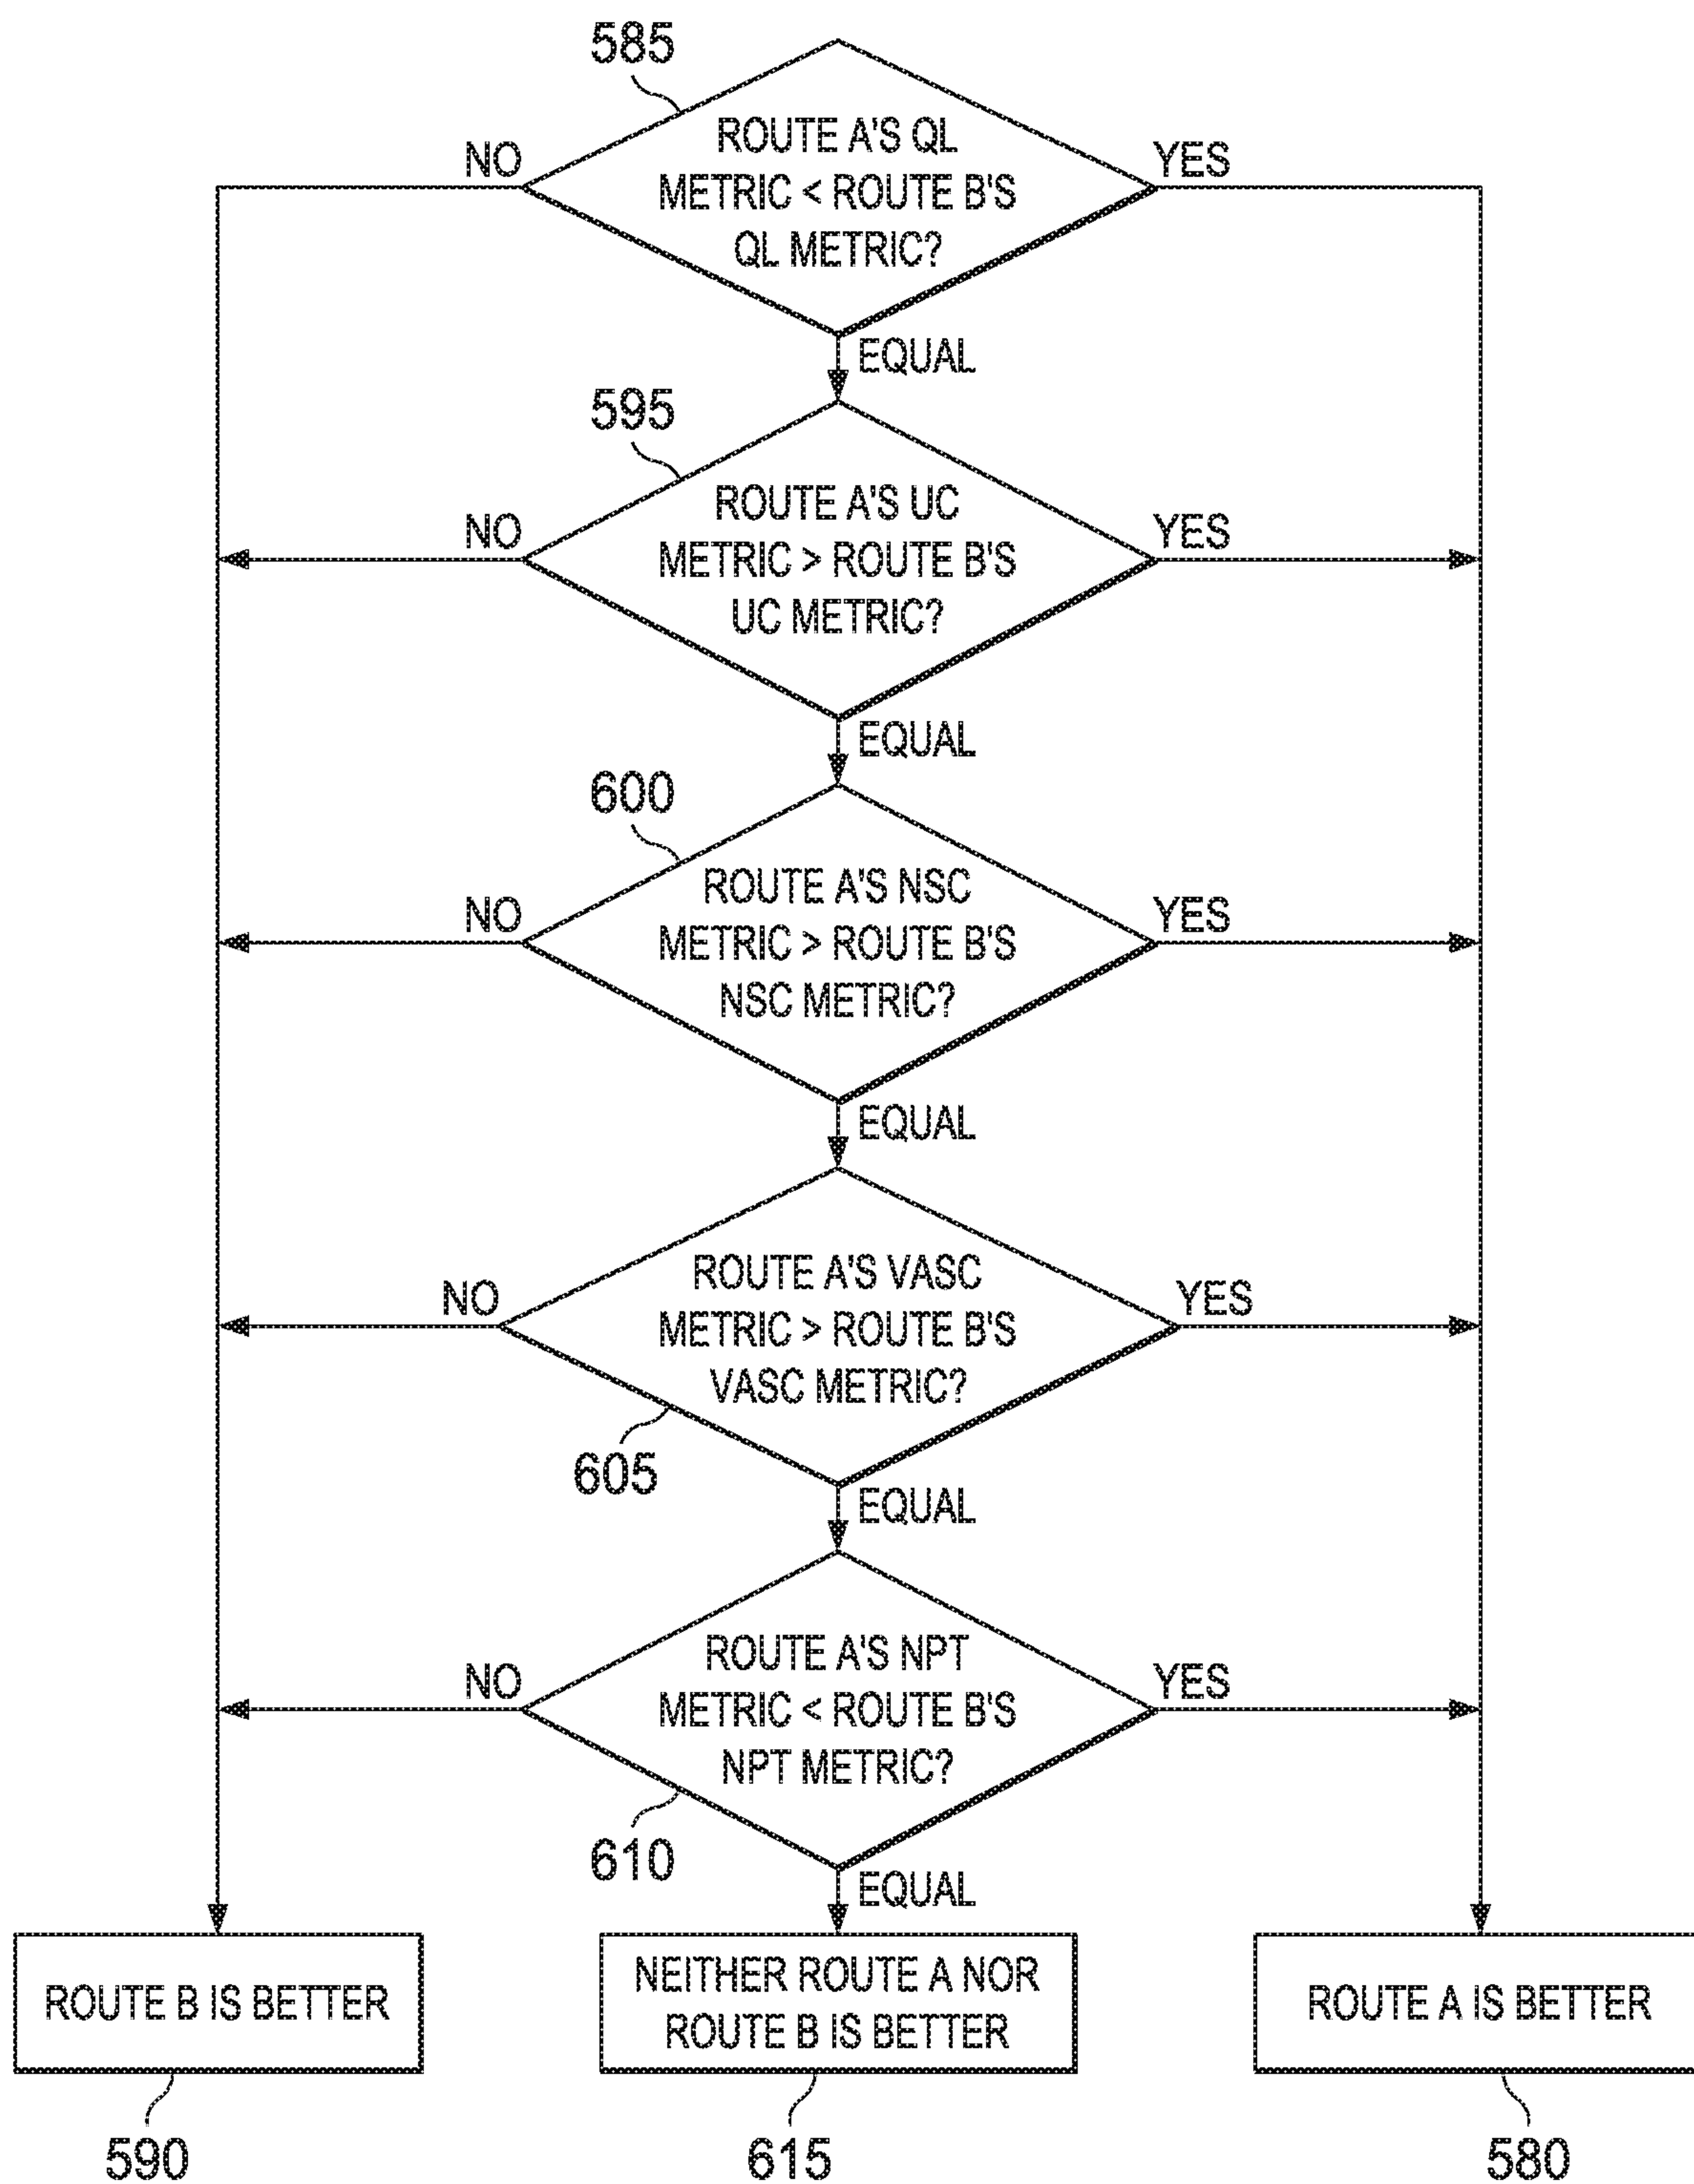 585
ROUTE A'S QL
METRIC < ROUTE B'S
QL METRIC?
NO
YES
EQUAL
595
ROUTE A'S UC
METRIC > ROUTE B'S
UC METRIC?
NO
YES
EQUAL
600
ROUTE A'S NSC
METRIC > ROUTE B'S
NSC METRIC?
NO
YES
EQUAL
ROUTE A'S VASC
METRIC > ROUTE B'S
VASC METRIC?
NO
YES
605
EQUAL
ROUTE A'S NPT
METRIC < ROUTE B'S
NPT METRIC?
NO
YES
610
EQUAL
ROUTE B IS BETTER
NEITHER ROUTE A NOR
ROUTE B IS BETTER
ROUTE A IS BETTER
590
615
580